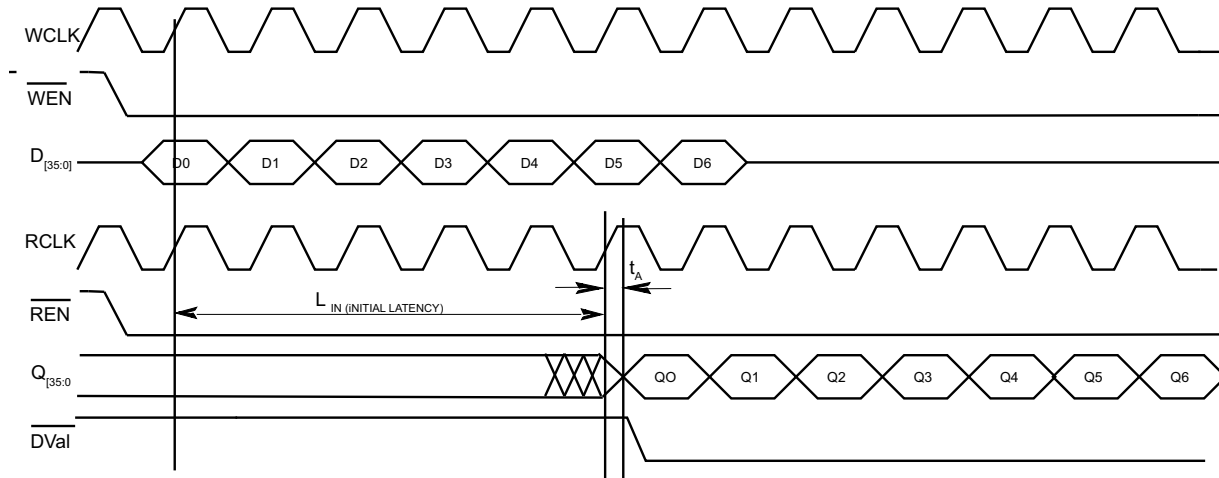 WCLK
WEN
D[35:0]
D0 D1 D2 D3 D4 D5 D6
RCLK
tA
REN
L IN (iNITIAL LATENCY)
Q[35:0
QO Q1 Q2 Q3 Q4 Q5 Q6
DVal